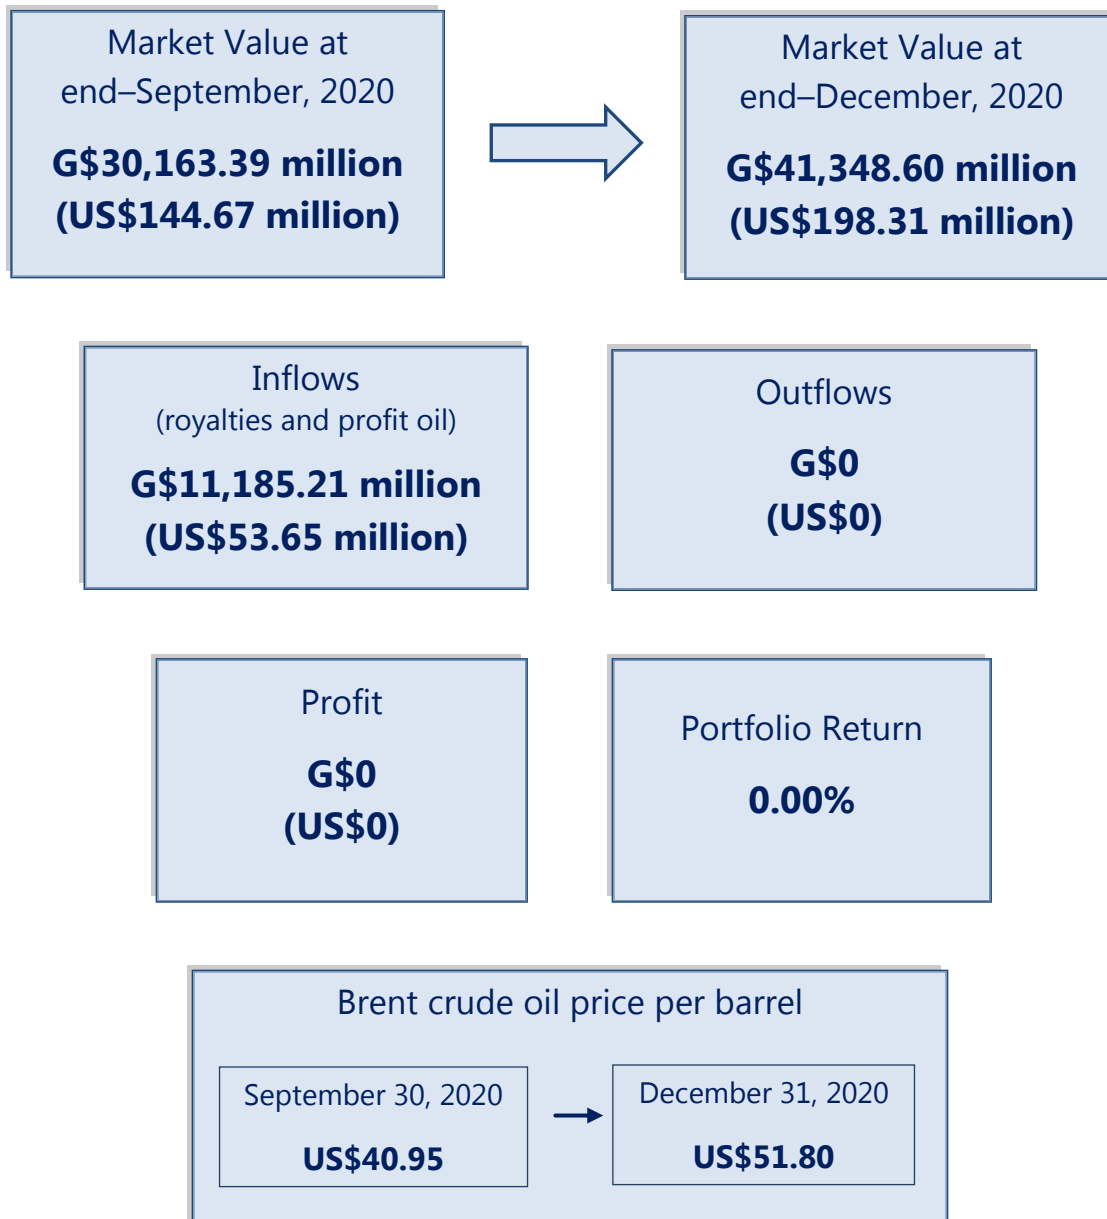 Market Value at
end–September, 2020
G$30,163.39 million
(US$144.67 million)
Market Value at
end–December, 2020
G$41,348.60 million
(US$198.31 million)
Inflows
(royalties and profit oil)
G$11,185.21 million
(US$53.65 million)
Outflows
G$0
(US$0)
Profit
G$0
(US$0)
Portfolio Return
0.00%
Brent crude oil price per barrel
September 30, 2020
US$40.95
December 31, 2020
US$51.80